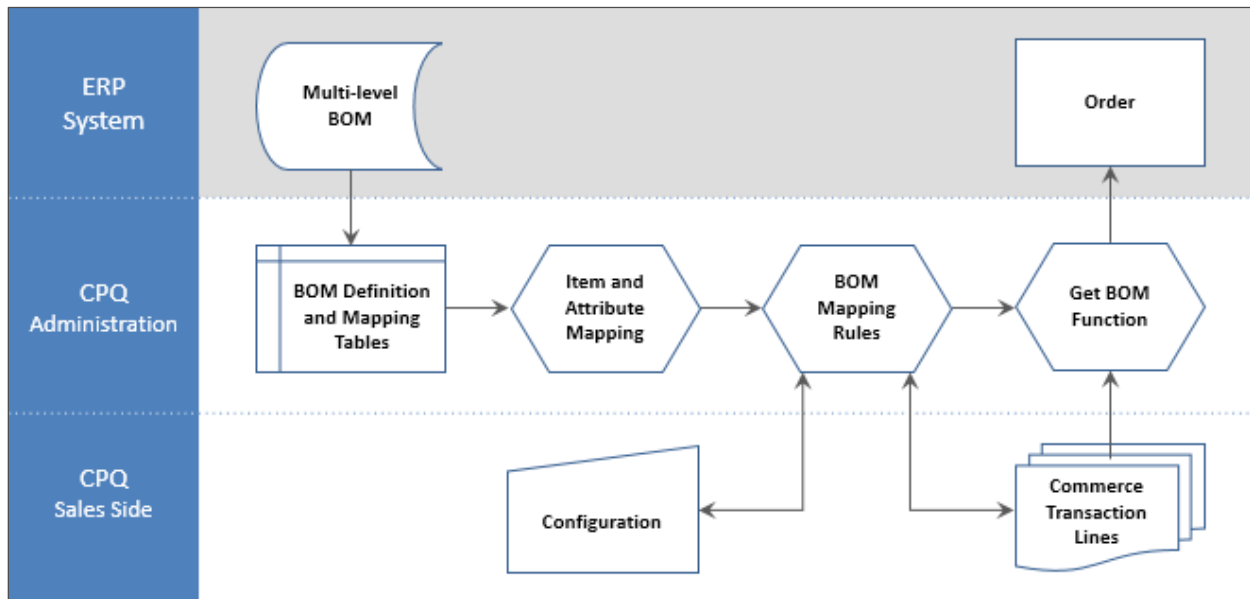 ERP
System
Multi-level
BOM
Order
CPQ
Administration
BOM Definition
and Mapping
Tables
Item and
Attribute
Mapping
BOM
Mapping
Rules
Get BOM
Function
CPQ
Sales Side
Configuration
Commerce
Transaction
Lines